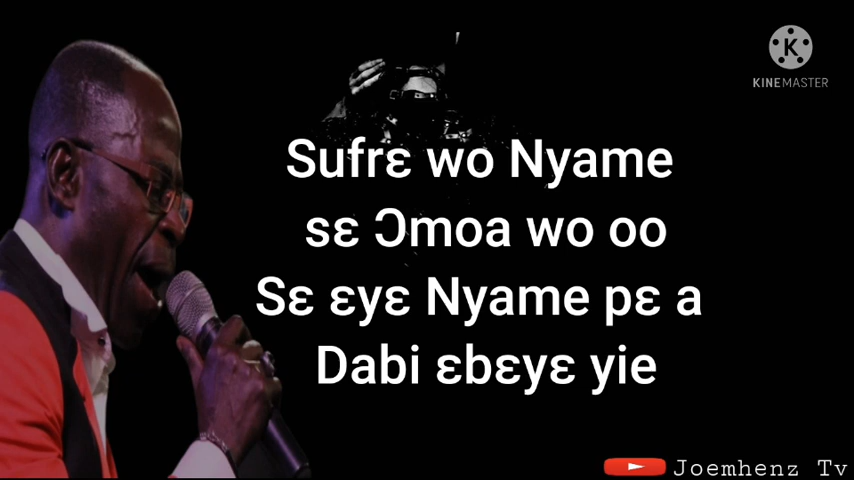 KINEMASTER
Sufrɛ wo Nyame
sɛ Ɔmoa wo oo
Sɛ ɛyɛ Nyame pɛ a
Dabi ɛbɛyɛ yie
Joemhenz Tv